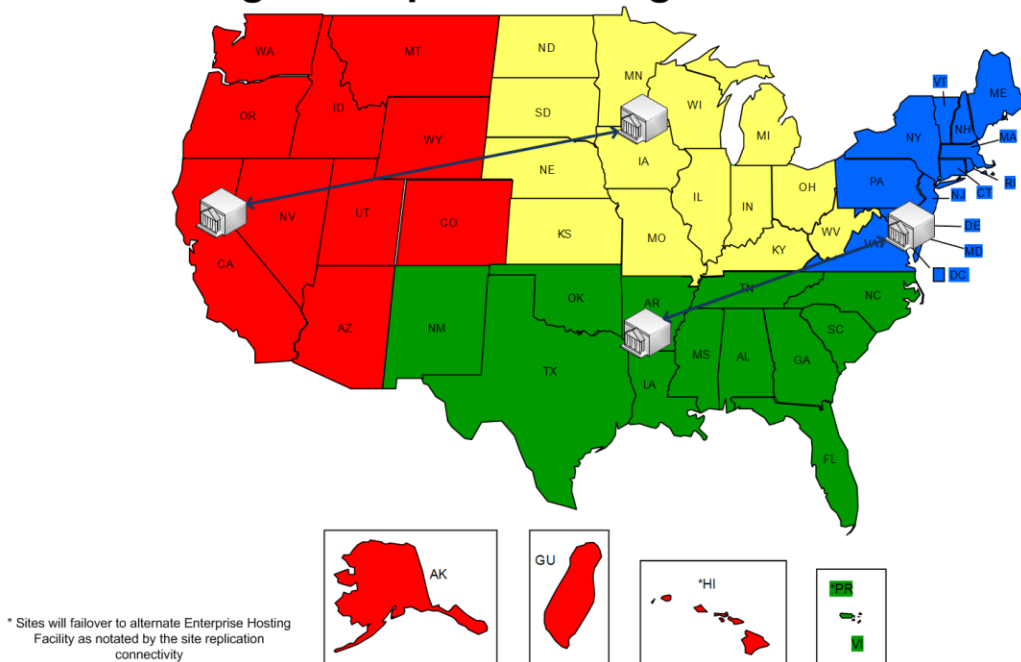 WA
MT
ND
MN
VT
ME
OR
ID
SD
WI
NY
NH
MA
WY
MI
NE
IA
PA
RI
CT
NJ
NV
UT
CO
IL
IN
OH
WV
DE
KS
MO
KY
VA
MD
CA
DC
OK
AR
TN
NC
AZ
NM
SC
MS
AL
GA
TX
LA
FL
AK
GU
*HI
*PR
VI
* Sites will failover to alternate Enterprise Hosting
Facility as notated by the site replication
connectivity